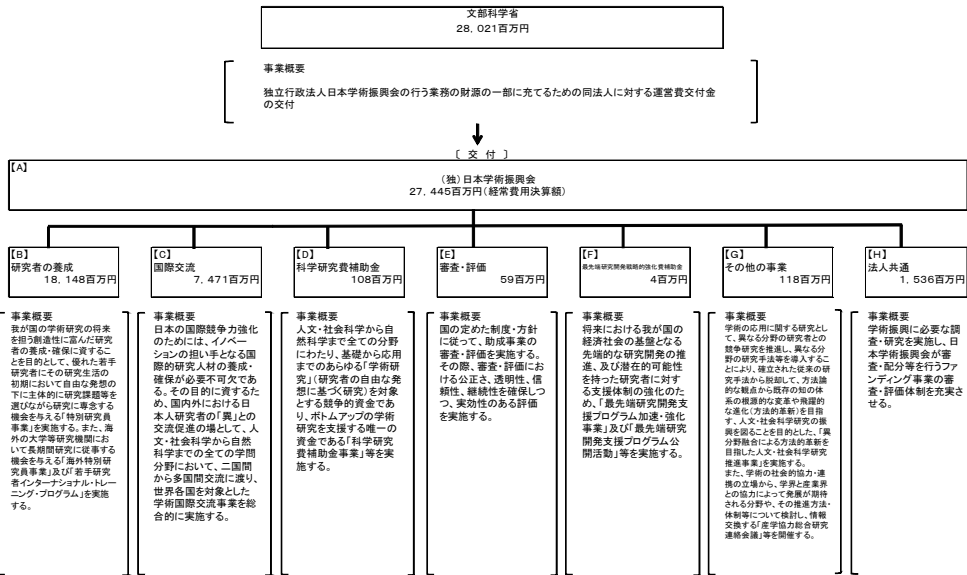 文部科学省
28,021百万円
事業概要
独立行政法人日本学術振興会の行う業務の財源の一部に充てるための同法人に対する運営費交付金
の交付
〔 交 付 〕
【A】
(独)日本学術振興会
27,445百万円(経常費用決算額)
【B】
研究者の養成
18,148百万円
事業概要
我が国の学術研究の将来
を担う創造性に富んだ研究
者の養成・確保に資するこ
とを目的として、優れた若手
研究者にその研究生活の
初期において自由な発想の
下に主体的に研究課題等を
選びながら研究に専念する
機会を与える「特別研究員
事業」を実施する。また、海
外の大学等研究機関にお
いて長期間研究に従事する
機会を与える「海外特別研
究員事業」及び「若手研究
者インターナショナル・トレー
ニング・プログラム」を実施
する。
【C】
国際交流
7,471百万円
事業概要
日本の国際競争力強化
のためには、イノベー
ションの担い手となる国
際的研究人材の養成・
確保が必要不可欠であ
る。その目的に資するた
め、国内外における日
本人研究者の「異」との
交流促進の場として、人
文・社会科学から自然
科学までの全ての学問
分野において、二国間
から多国間交流に渡り、
世界各国を対象とした
学術国際交流事業を総
合的に実施する。
【D】
科学研究費補助金
108百万円
事業概要
人文・社会科学から自
然科学まで全ての分野
にわたり、基礎から応用
までのあらゆる「学術研
究」(研究者の自由な発
想に基づく研究)を対象
とする競争的資金であ
り、ボトムアップの学術
研究を支援する唯一の
資金である「科学研究
費補助金事業」等を実
施する。
【E】
審査・評価
59百万円
事業概要
国の定めた制度・方針
に従って、助成事業の
審査・評価を実施する。
その際、審査・評価にお
ける公正さ、透明性、信
頼性、継続性を確保しつ
つ、実効性のある評価
を実施する。
【F】
最先端研究開発戦略的強化費補助金
4百万円
事業概要
将来における我が国の
経済社会の基盤となる
先端的な研究開発の推
進、及び潜在的可能性
を持った研究者に対す
る支援体制の強化のた
め、「最先端研究開発支
援プログラム加速・強化
事業」及び「最先端研究
開発支援プログラム公
開活動」等を実施する。
【G】
その他の事業
118百万円
事業概要
学術の応用に関する研究とし
て、異なる分野の研究者との
競争研究を推進し、異なる分
野の研究手法等を導入するこ
とにより、確立された従来の研
究手法から脱却して、方法論
的な観点から既存の知の体
系の根源的な変革や飛躍的
な進化(方法的革新)を目指
す、人文・社会科学研究の振
興を図ることを目的とした、「異
分野融合による方法的革新を
目指した人文・社会科学研究
推進事業」を実施する。
また、学術の社会的協力・連
携の立場から、学界と産業界
との協力によって発展が期待
される分野や、その推進方法・
体制等について検討し、情報
交換する「産学協力総合研究
連絡会議」等を開催する。
【H】
法人共通
1,536百万円
事業概要
学術振興に必要な調
査・研究を実施し、日
本学術振興会が審
査・配分等を行うファ
ンディング事業の審
査・評価体制を充実さ
せる。